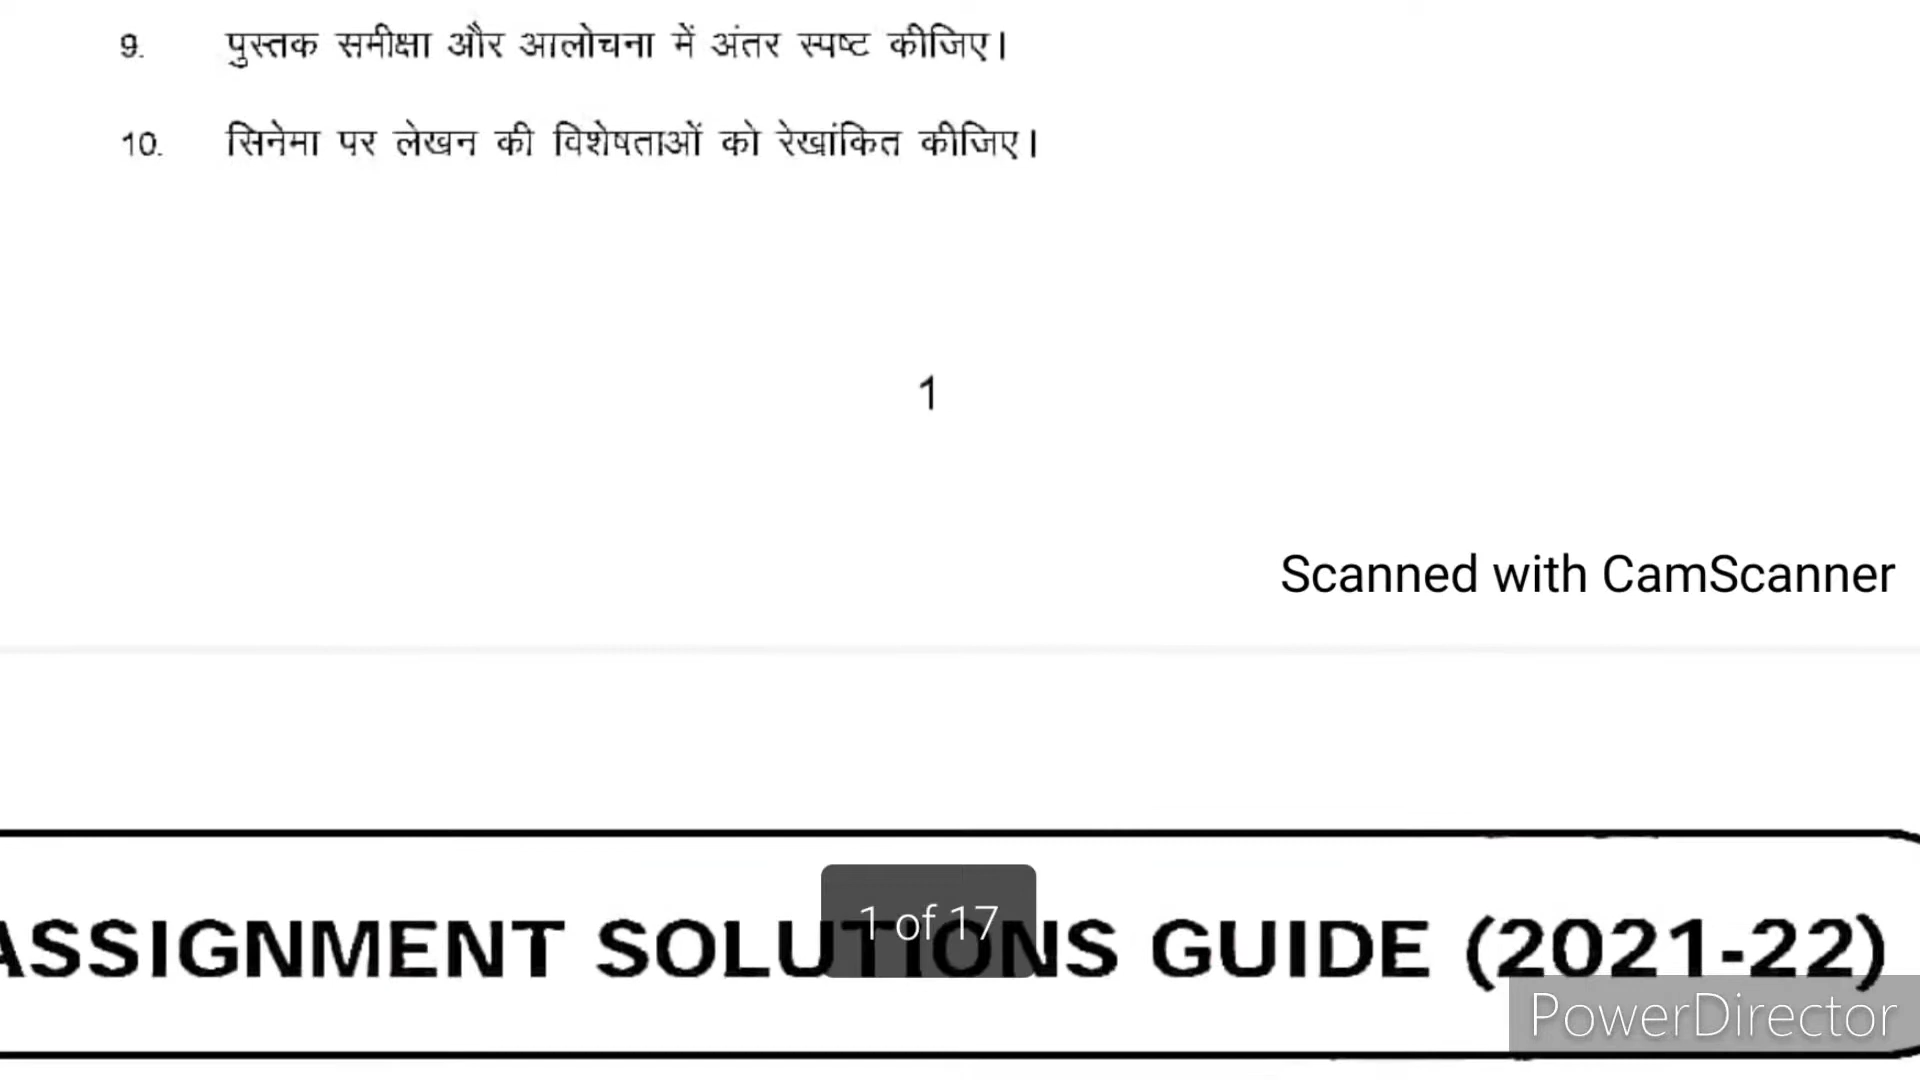 9. पुस्तक समीक्षा और आलोचना में अंतर स्पष्ट कीजिए।
10. सिनेमा पर लेखन की विशेषताओं को रेखांकित कीजिए।
1
Scanned with CamScanner
ASSIGNMENT SOLUTIONS GUIDE (2021-22)
1 of 17
PowerDirector